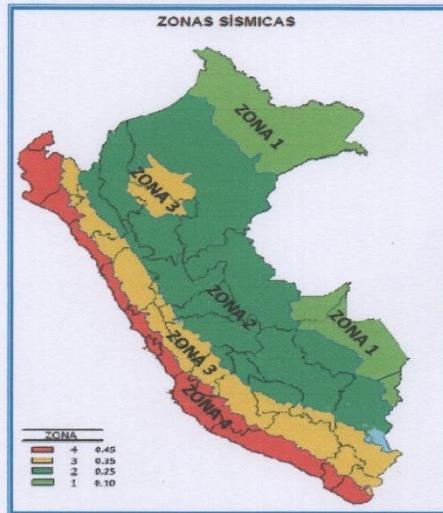 ZONAS SÍSMICAS
ZONA 1
ZONA 3
ZONA 2
ZONA 1
ZONA 3
ZONA 4
ZONA
4 0.45
3 0.35
2 0.25
1 0.10